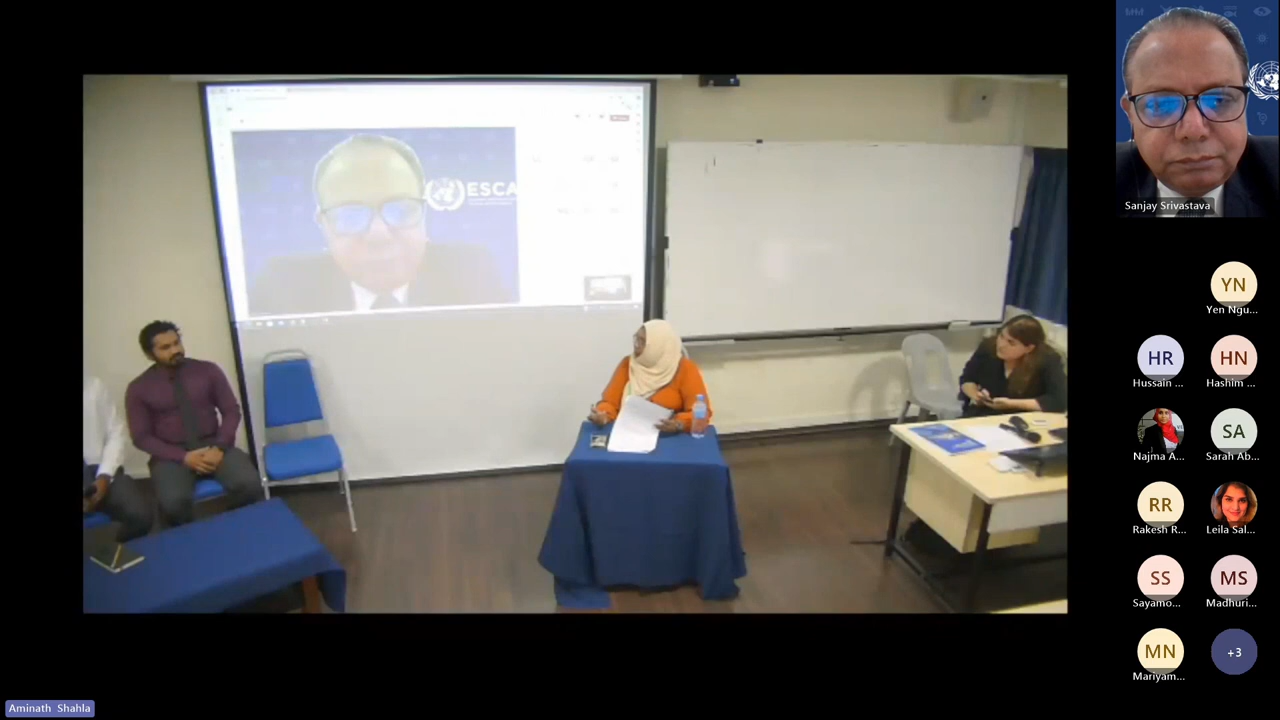 ESCA
Sanjay Srivastava
YN
Yen Ngu...
HR
HN
Hussain ...
Hashim ...
SA
Najma A...
Sarah Ab...
RR
Rakesh R...
Leila Sal...
SS
MS
Sayamo...
Madhuri...
MN
+3
Mariyam...
Aminath Shahla